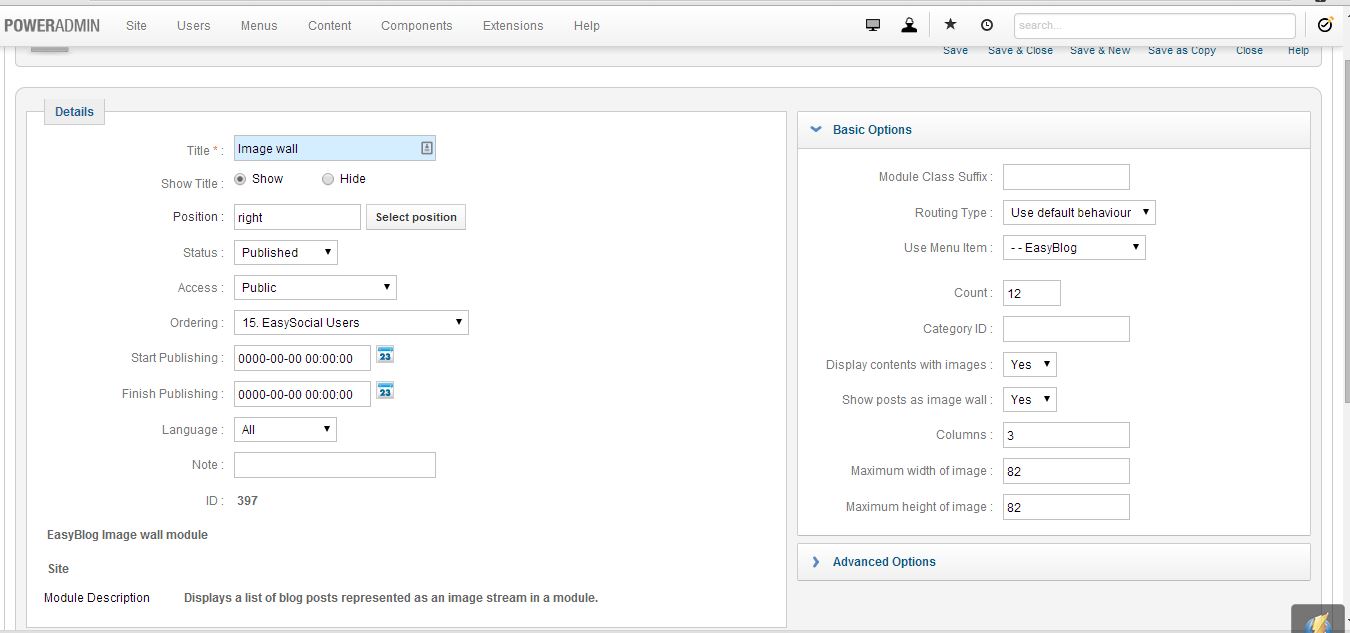 POWERADMIN Site Users Menus Content Components Extensions Help search...
Save Save & Close Save & New Save as Copy Close Help
Details
Title * : Image wall
Show Title : Show Hide
Position : right Select position
Status : Published
Access : Public
Ordering : 15. EasySocial Users
Start Publishing : 0000-00-00 00:00:00 23
Finish Publishing : 0000-00-00 00:00:00 23
Language : All
Note :
ID : 397
EasyBlog Image wall module
Site
Module Description Displays a list of blog posts represented as an image stream in a module.
Basic Options
Module Class Suffix :
Routing Type : Use default behaviour
Use Menu Item : - - EasyBlog
Count : 12
Category ID :
Display contents with images : Yes
Show posts as image wall : Yes
Columns : 3
Maximum width of image : 82
Maximum height of image : 82
Advanced Options